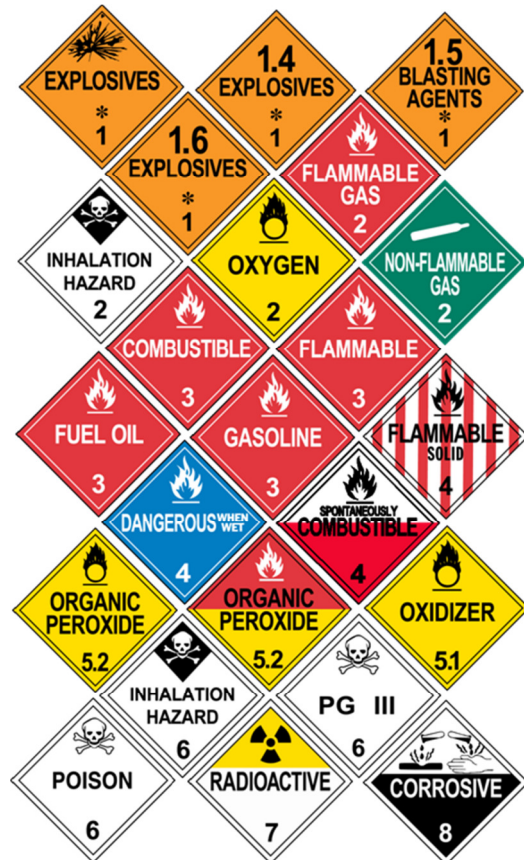 EXPLOSIVES
*
1
1.4
EXPLOSIVES
*
1
1.5
BLASTING
AGENTS
*
1
1.6
EXPLOSIVES
*
1
FLAMMABLE
GAS
2
INHALATION
HAZARD
2
OXYGEN
2
NON-FLAMMABLE
GAS
2
COMBUSTIBLE
3
FLAMMABLE
3
FUEL OIL
3
GASOLINE
3
FLAMMABLE
SOLID
4
DANGEROUS WHEN
WET
4
SPONTANEOUSLY
COMBUSTIBLE
4
ORGANIC
PEROXIDE
5.2
ORGANIC
PEROXIDE
5.2
OXIDIZER
5.1
INHALATION
HAZARD
6
PG III
6
POISON
6
RADIOACTIVE
7
CORROSIVE
8